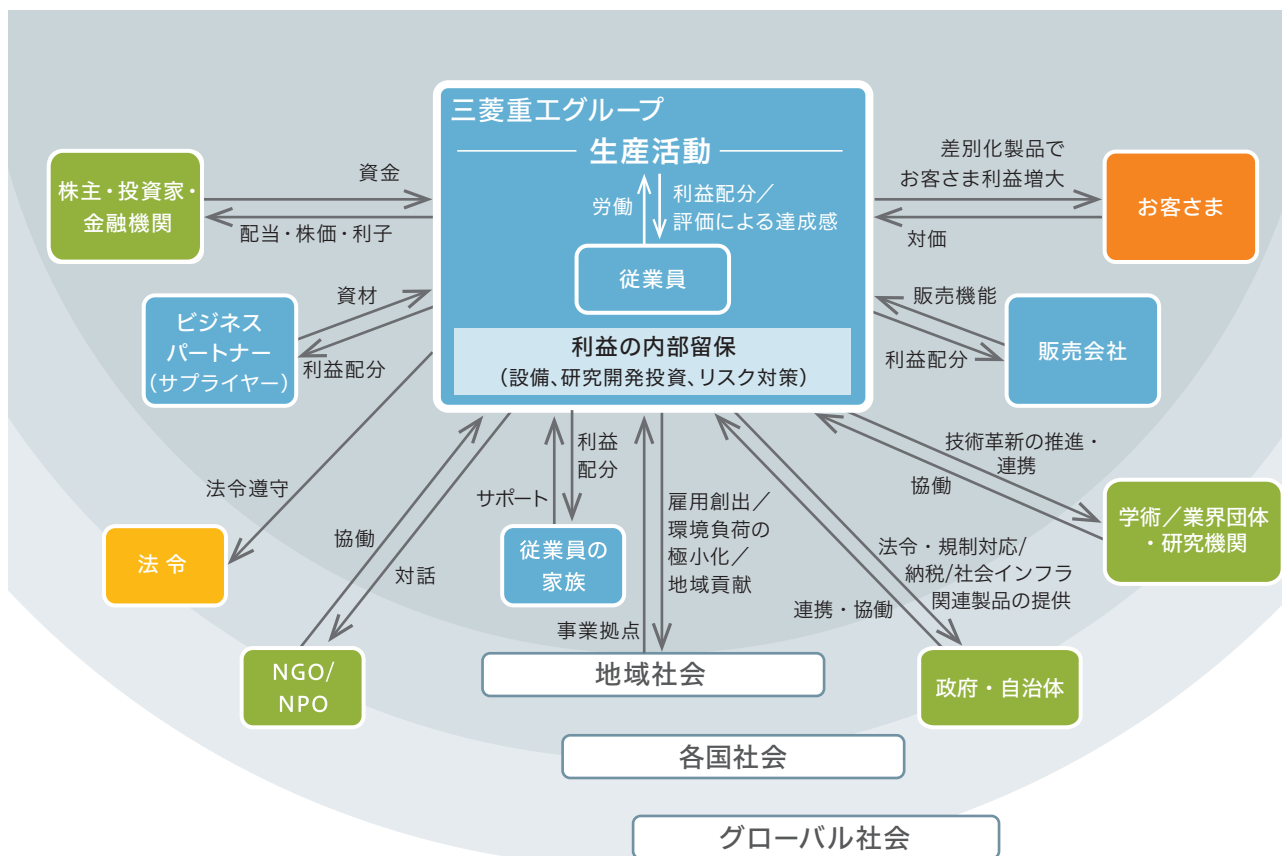 三菱重工グループ
生産活動
労働
利益配分／
評価による達成感
従業員
利益の内部留保
（設備、研究開発投資、リスク対策）
株主・投資家・
金融機関
資金
配当・株価・利子
差別化製品で
お客さま利益増大
対価
お客さま
ビジネス
パートナー
（サプライヤー）
資材
利益配分
販売機能
利益配分
販売会社
法令遵守
法 令
協働
対話
NGO/
NPO
サポート
利益
配分
従業員の
家族
雇用創出／
環境負荷の
極小化／
地域貢献
事業拠点
地域社会
法令・規制対応/
納税/社会インフラ
関連製品の提供
連携・協働
政府・自治体
技術革新の推進・
連携
協働
学術／業界団体
・研究機関
各国社会
グローバル社会